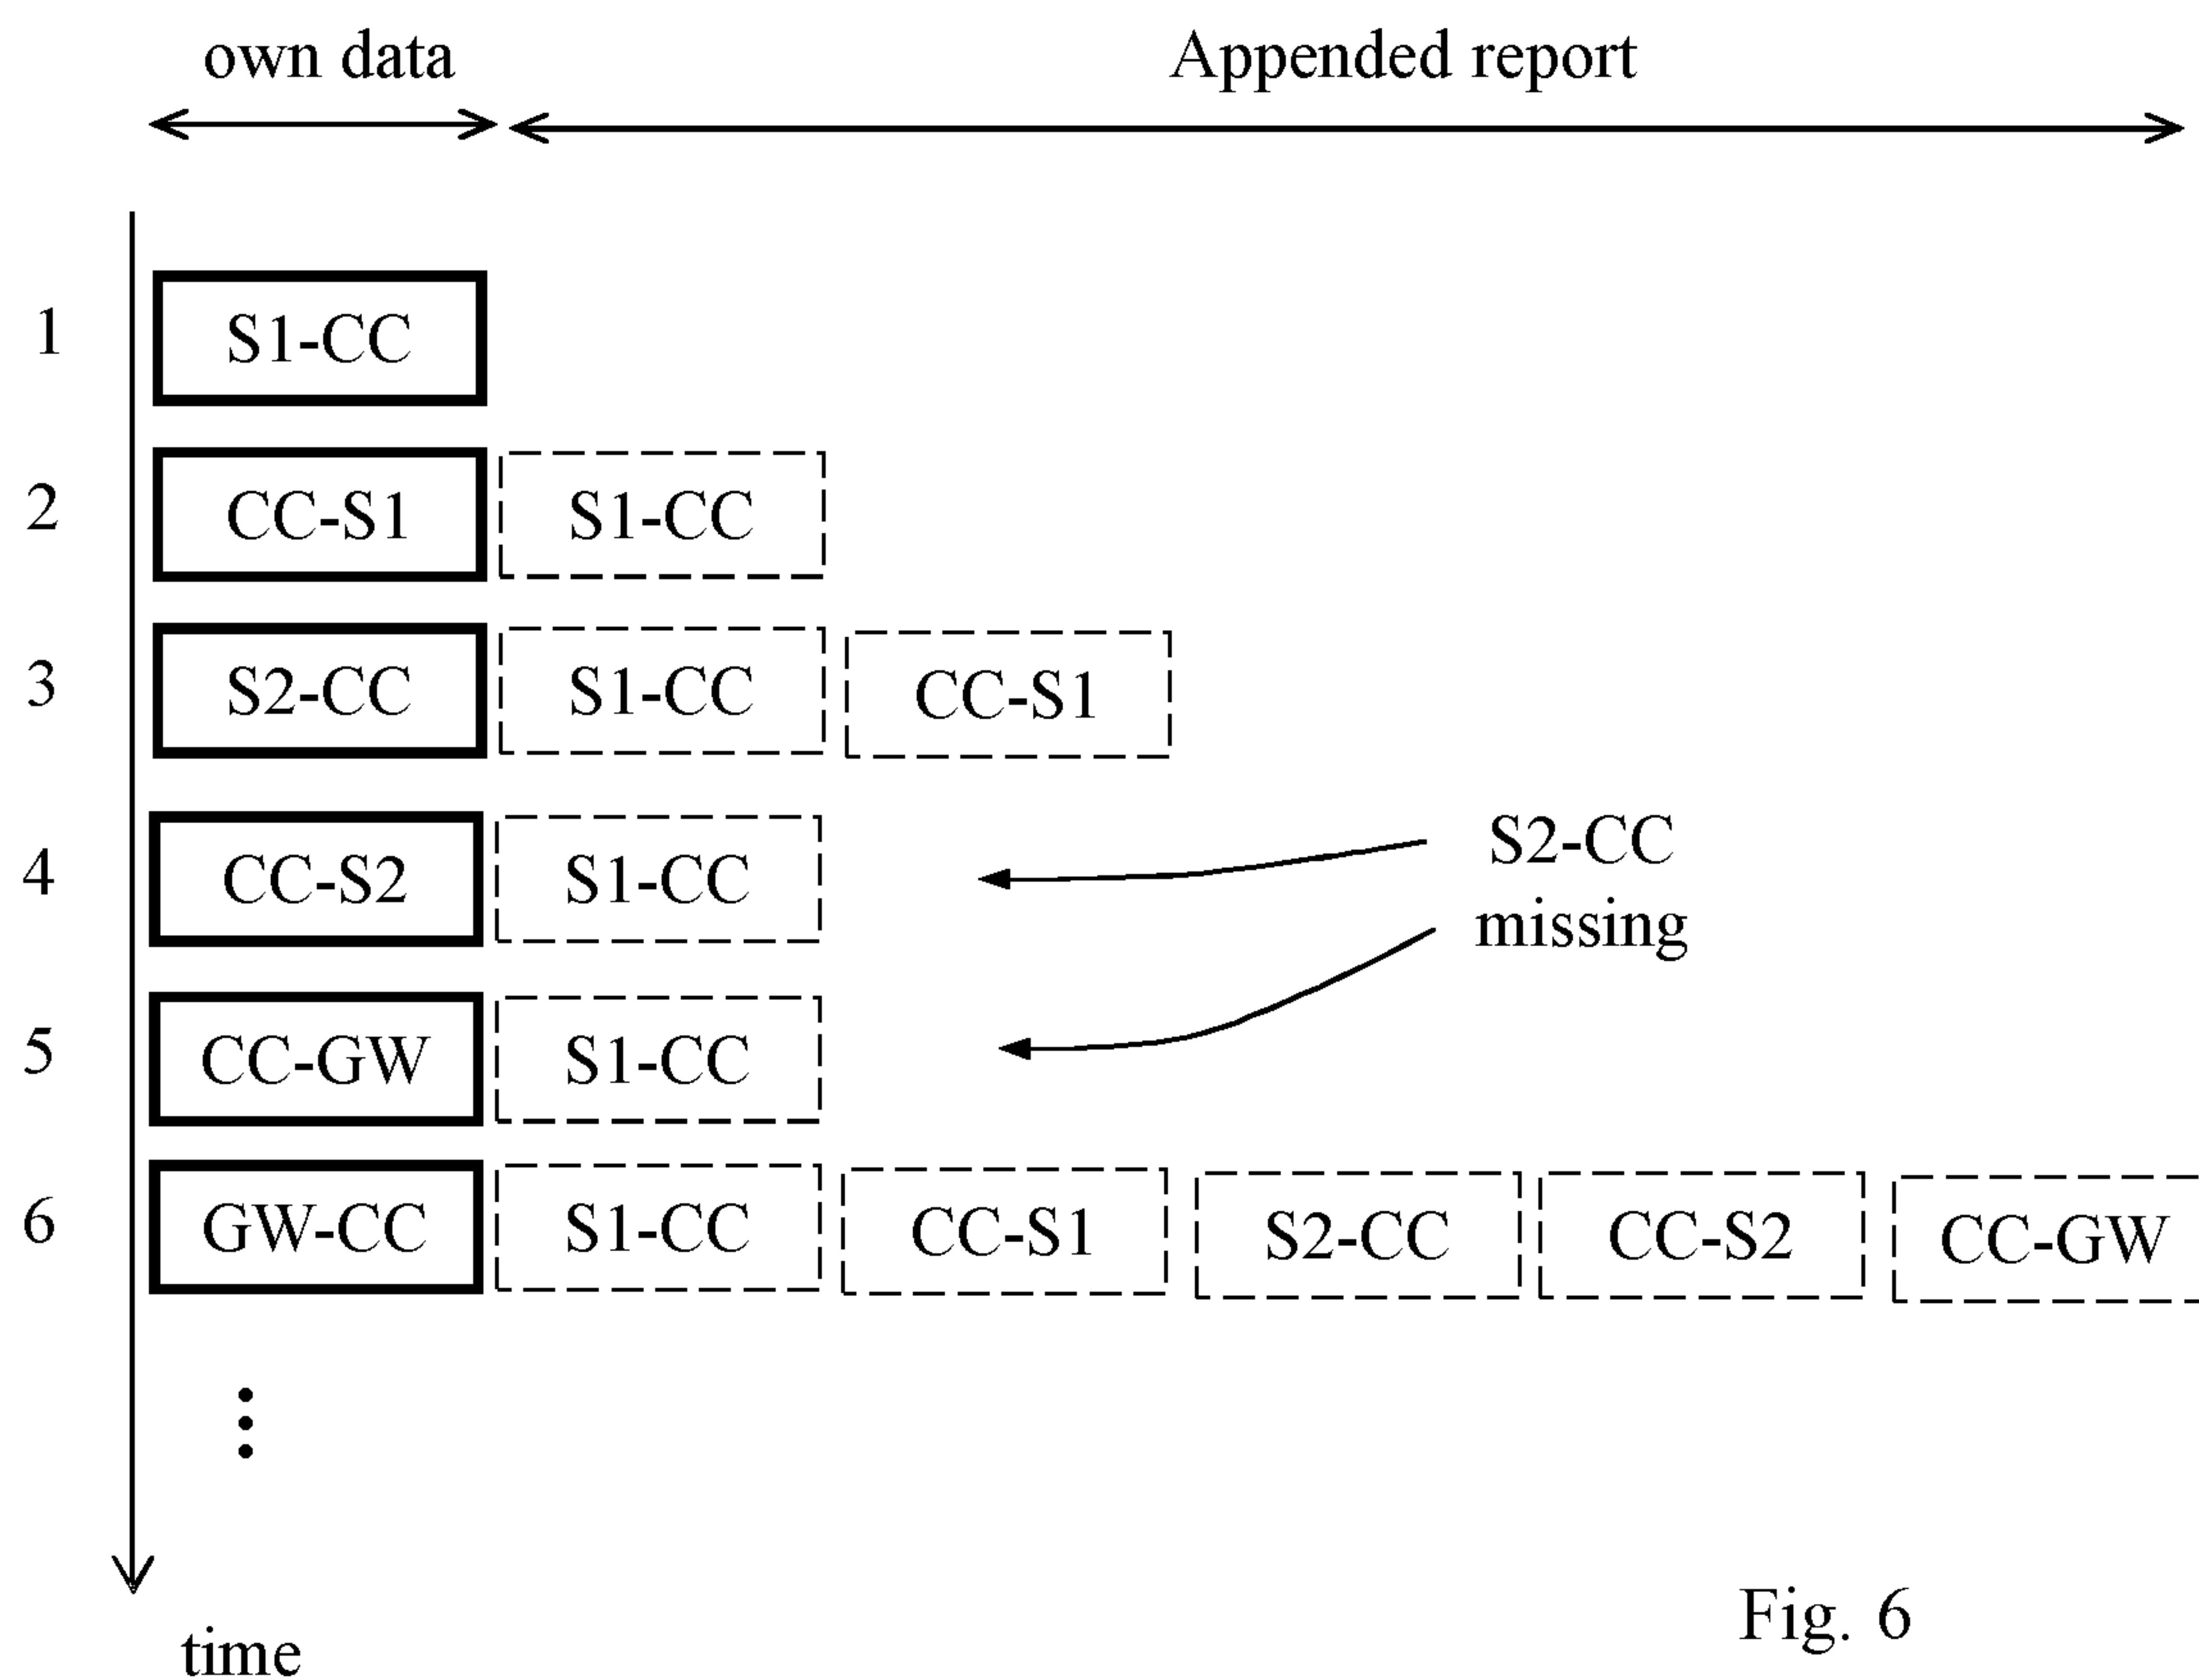 own data Appended report
1 S1-CC
2 CC-S1 S1-CC
3 S2-CC S1-CC CC-S1
4 CC-S2 S1-CC S2-CC
missing
5 CC-GW S1-CC
6 GW-CC S1-CC CC-S1 S2-CC CC-S2 CC-GW
time
Fig. 6